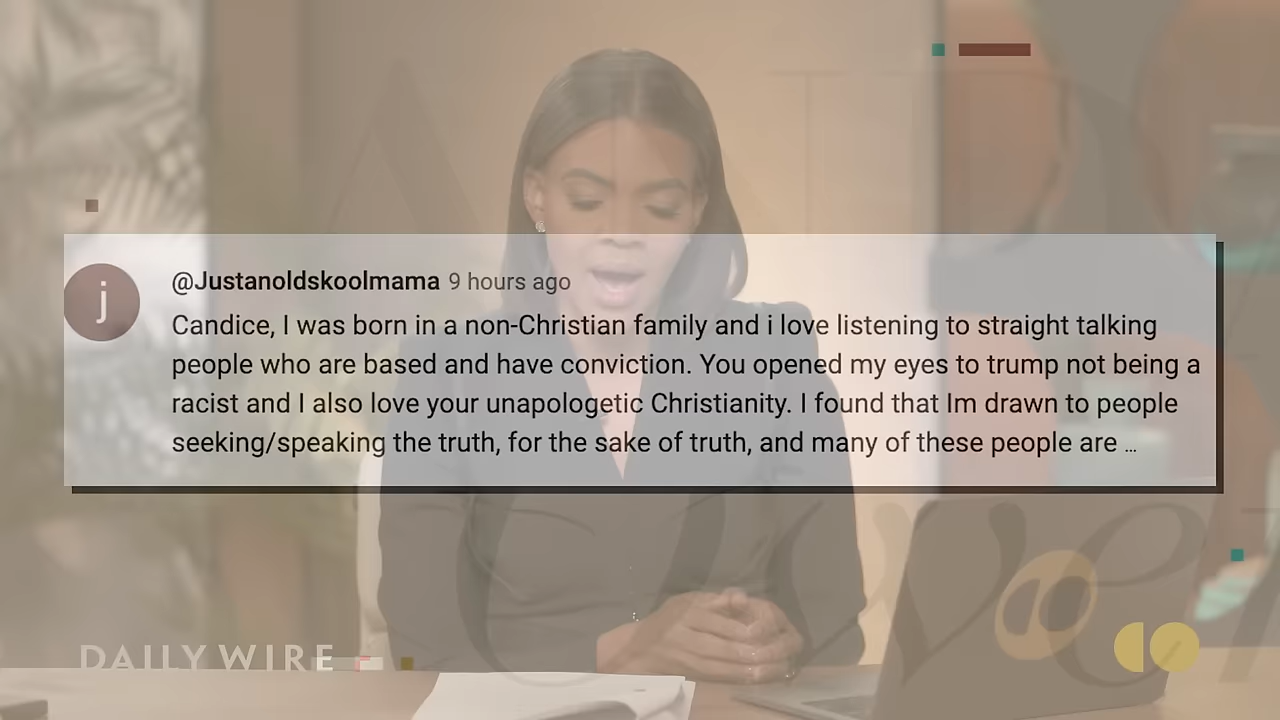 j
@Justanoldskoolmama 9 hours ago
Candice, I was born in a non-Christian family and i love listening to straight talking
people who are based and have conviction. You opened my eyes to trump not being a
racist and I also love your unapologetic Christianity. I found that Im drawn to people
seeking/speaking the truth, for the sake of truth, and many of these people are ...
DAILY WIRE